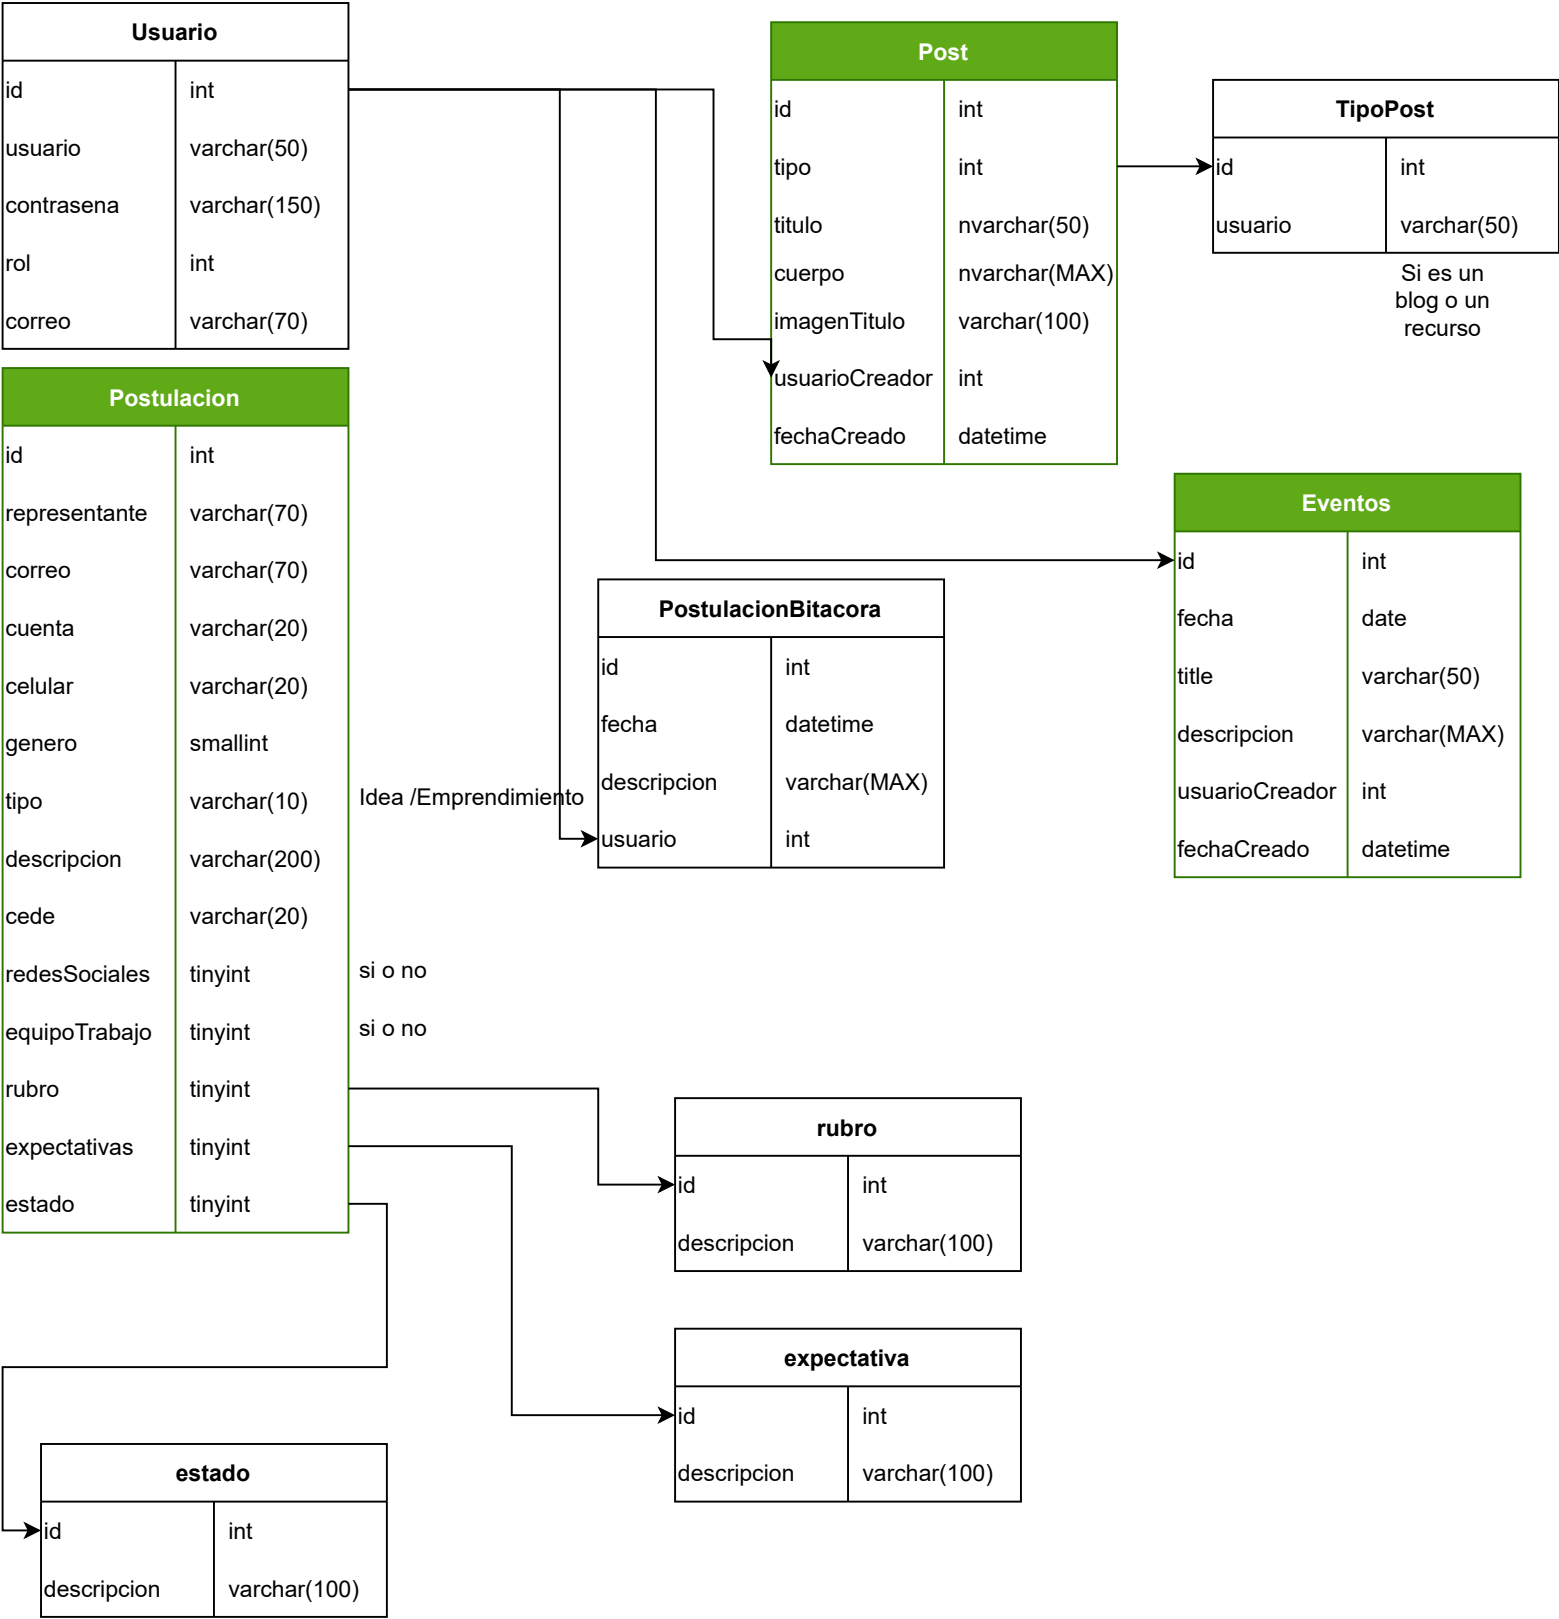 Usuario
id int
usuario varchar(50)
contrasena varchar(150)
rol int
correo varchar(70)
Post
id int
tipo int
titulo nvarchar(50)
cuerpo nvarchar(MAX)
imagenTitulo varchar(100)
usuarioCreador int
fechaCreado datetime
TipoPost
id int
usuario varchar(50)
Si es un
blog o un
recurso
Postulacion
id int
representante varchar(70)
correo varchar(70)
cuenta varchar(20)
celular varchar(20)
genero smallint
tipo varchar(10) Idea /Emprendimiento
descripcion varchar(200)
cede varchar(20)
redesSociales tinyint si o no
equipoTrabajo tinyint si o no
rubro tinyint
expectativas tinyint
estado tinyint
Eventos
id int
fecha date
title varchar(50)
descripcion varchar(MAX)
usuarioCreador int
fechaCreado datetime
PostulacionBitacora
id int
fecha datetime
descripcion varchar(MAX)
usuario int
rubro
id int
descripcion varchar(100)
expectativa
id int
descripcion varchar(100)
estado
id int
descripcion varchar(100)